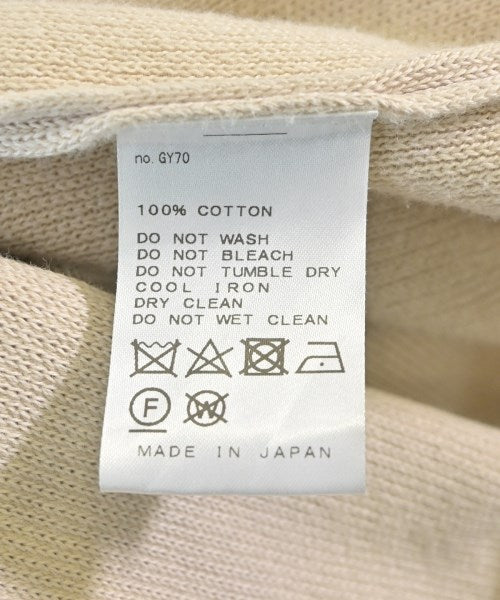 no. GY70
100% COTTON
DO NOT WASH
DO NOT BLEACH
DO NOT TUMBLE DRY
COOL IRON
DRY CLEAN
DO NOT WET CLEAN
F W
MADE IN JAPAN